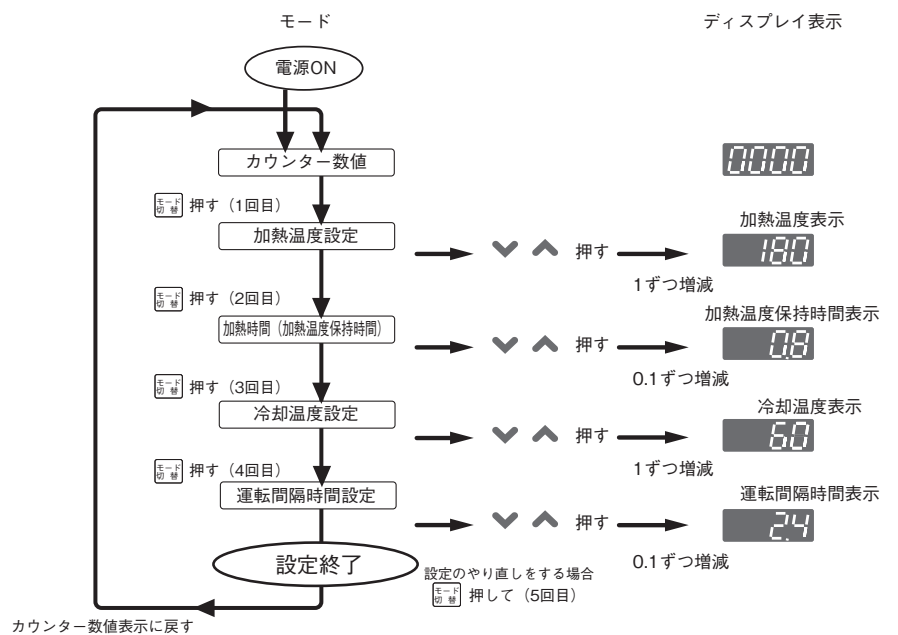 モード
ディスプレイ表示
電源ON
カウンター数値
0000
モード切替 押す（1回目）
加熱温度設定
押す
1ずつ増減
加熱温度表示
180
モード切替 押す（2回目）
加熱時間（加熱温度保持時間）
押す
0.1ずつ増減
加熱温度保持時間表示
0.8
モード切替 押す（3回目）
冷却温度設定
押す
1ずつ増減
冷却温度表示
60
モード切替 押す（4回目）
運転間隔時間設定
押す
0.1ずつ増減
運転間隔時間表示
2.4
設定終了
設定のやり直しをする場合
モード切替 押して（5回目）
カウンター数値表示に戻す